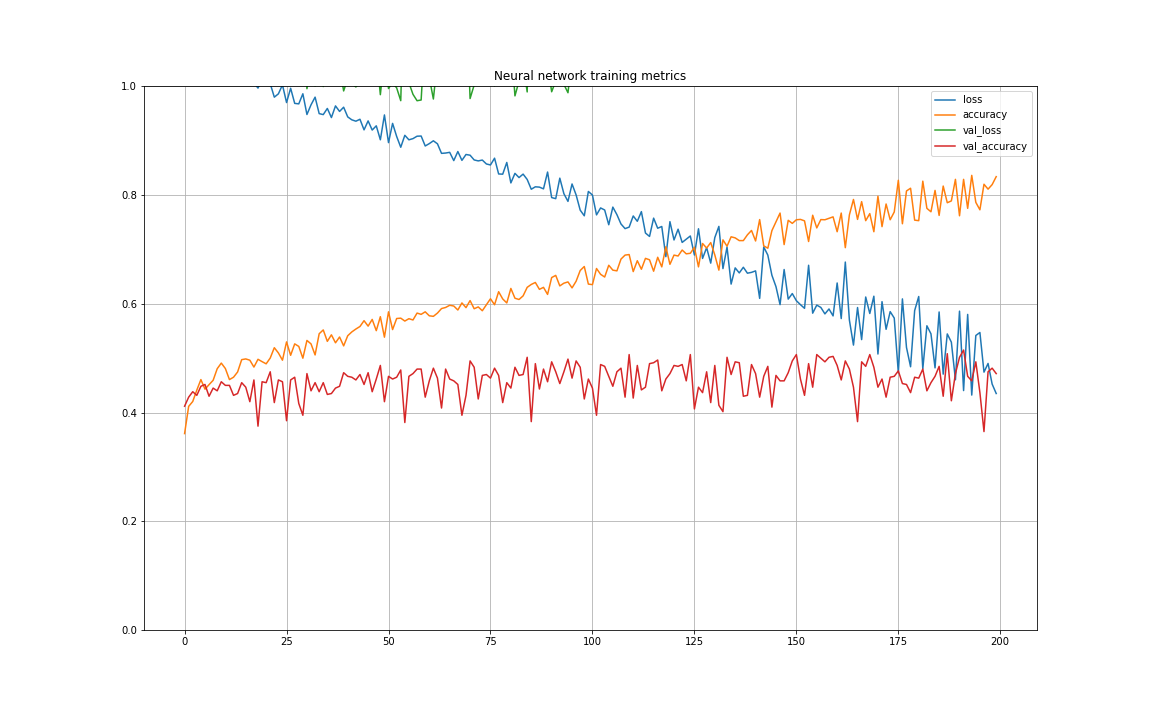 Neural network training metrics
1.0
0.8
0.6
0.4
0.2
0.0
loss
accuracy
val_loss
val_accuracy
0 25 50 75 100 125 150 175 200